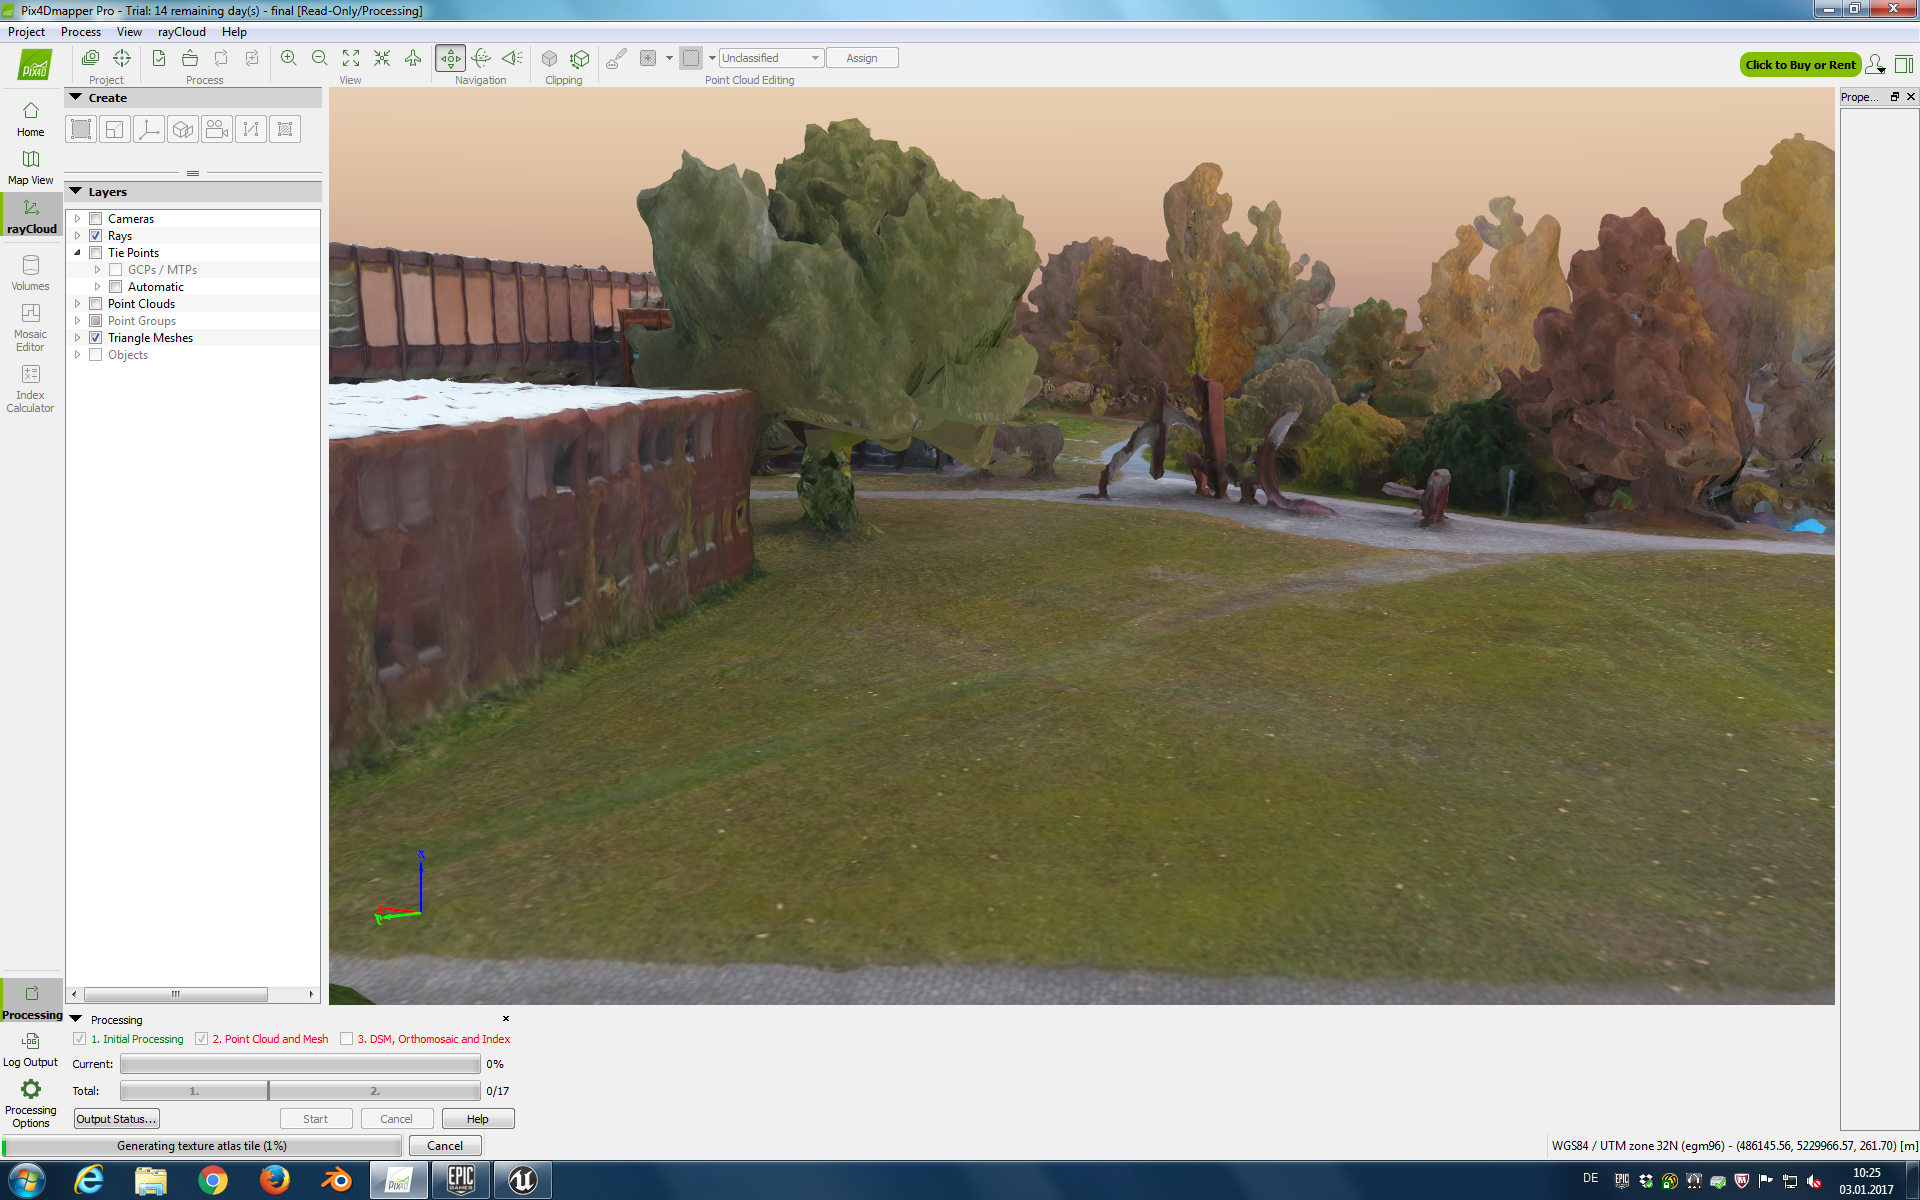 Pix4Dmapper Pro - Trial: 14 remaining day(s) - final [Read-Only/Processing]
Project Process View rayCloud Help
PIX4D
Unclassified
Assign
Click to Buy or Rent
Project Process View Navigation Clipping Point Cloud Editing
Create
Prope...
Home
Map View
rayCloud
Volumes
Mosaic
Editor
Index
Calculator
Layers
Cameras
Rays
Tie Points
GCPs / MTPs
Automatic
Point Clouds
Point Groups
Triangle Meshes
Objects
Processing
Log Output
Processing
Options
Processing
1. Initial Processing 2. Point Cloud and Mesh 3. DSM, Orthomosaic and Index
Current: 0%
Total: 1. 2. 0/17
Output Status... Start Cancel Help
Generating texture atlas tile (1%) Cancel
WGS84 / UTM zone 32N (egm96) - (486145.56, 5229966.57, 261.70) [m]
PIX4D
EPIC
GAMES
DE
10:25
03.01.2017